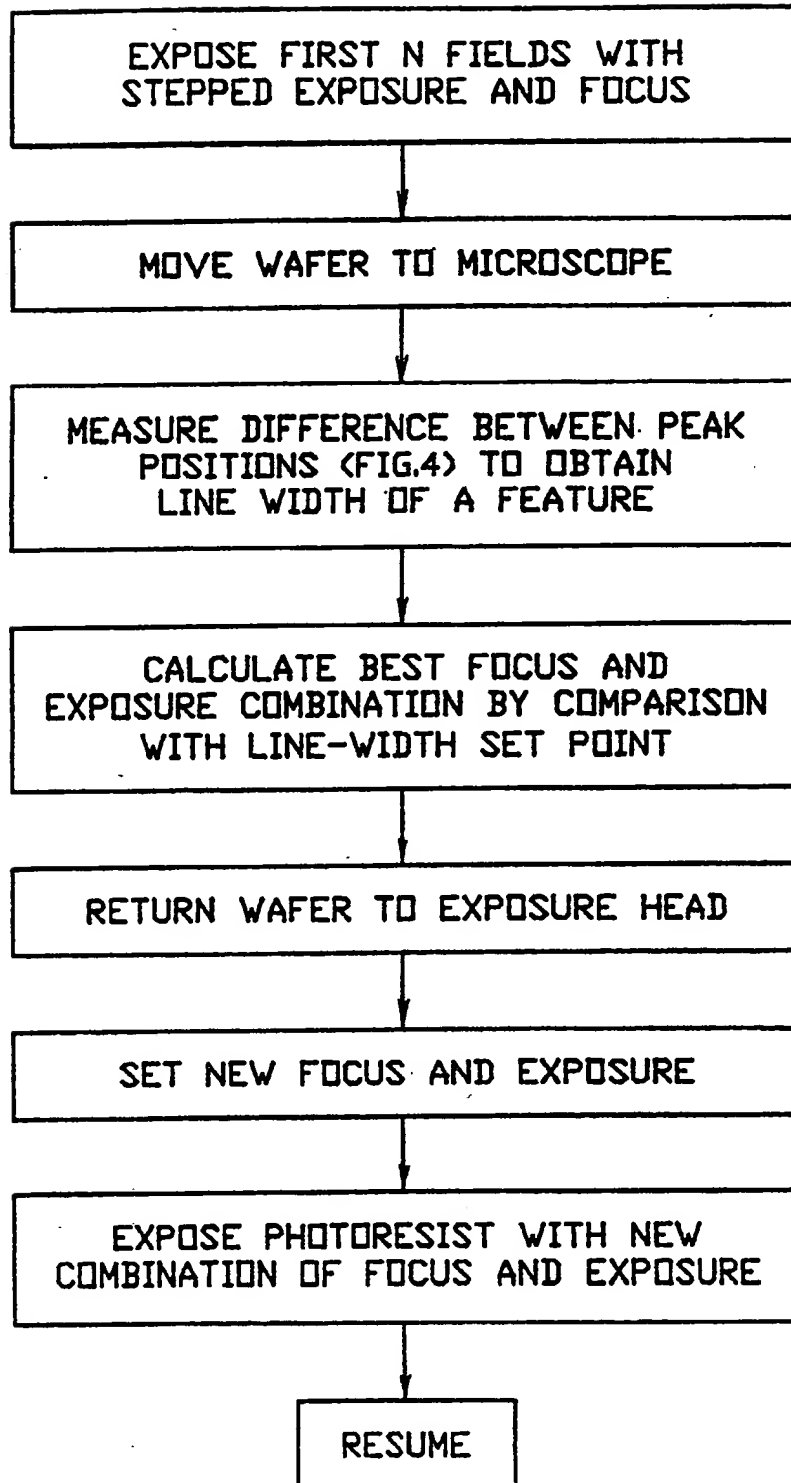 EXPOSE FIRST N FIELDS WITH
STEPPED EXPOSURE AND FOCUS
MOVE WAFER TO MICROSCOPE
MEASURE DIFFERENCE BETWEEN PEAK
POSITIONS (FIG.4) TO OBTAIN
LINE WIDTH OF A FEATURE
CALCULATE BEST FOCUS AND
EXPOSURE COMBINATION BY COMPARISON
WITH LINE-WIDTH SET POINT
RETURN WAFER TO EXPOSURE HEAD
SET NEW FOCUS AND EXPOSURE
EXPOSE PHOTORESIST WITH NEW
COMBINATION OF FOCUS AND EXPOSURE
RESUME